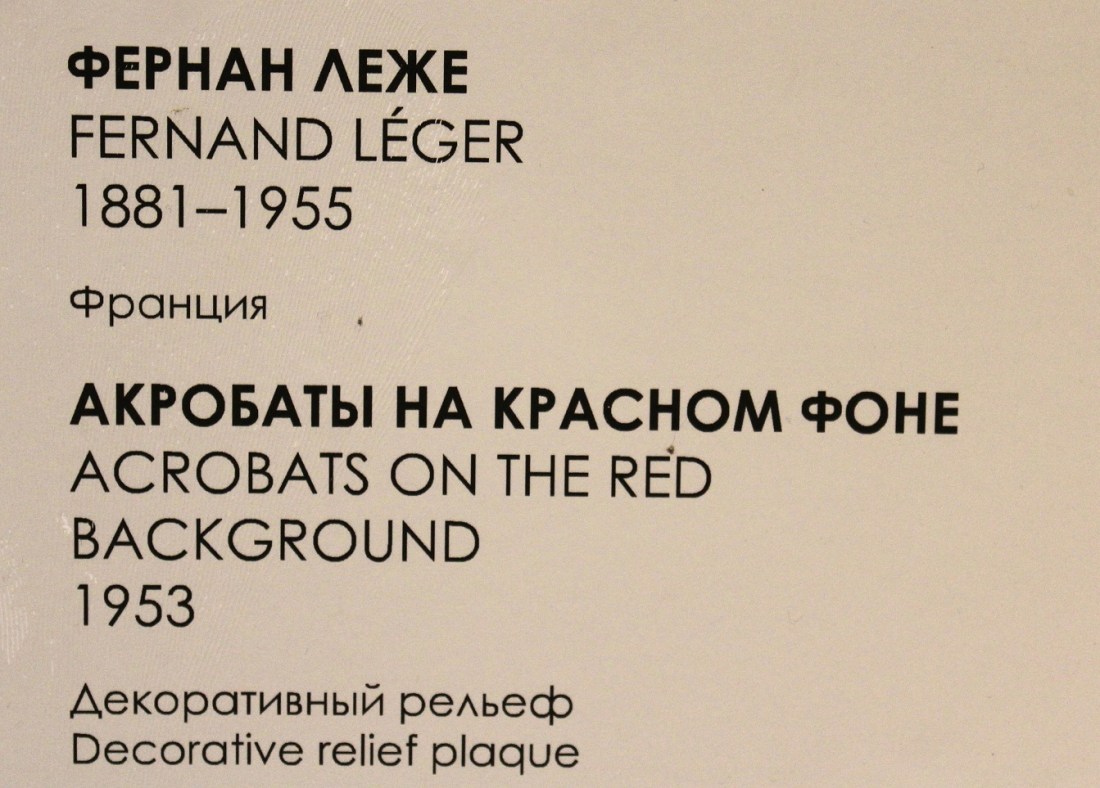 ФЕРНАН ЛЕЖЕ
FERNAND LÉGER
1881–1955
Франция
АКРОБАТЫ НА КРАСНОМ ФОНЕ
ACROBATS ON THE RED
BACKGROUND
1953
Декоративный рельеф
Decorative relief plaque